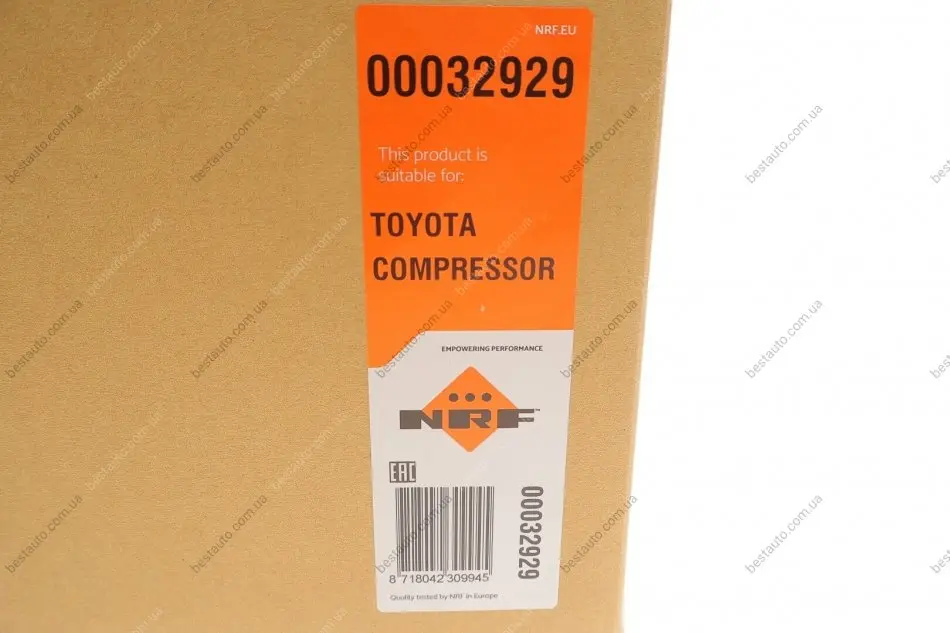 NRF.EU
00032929
This product is
suitable for:
TOYOTA
COMPRESSOR
EMPOWERING PERFORMANCE
NRF™
EAC
8 718042 309945
00032929
Quality tested by NRF in Europe
bestauto.com.ua